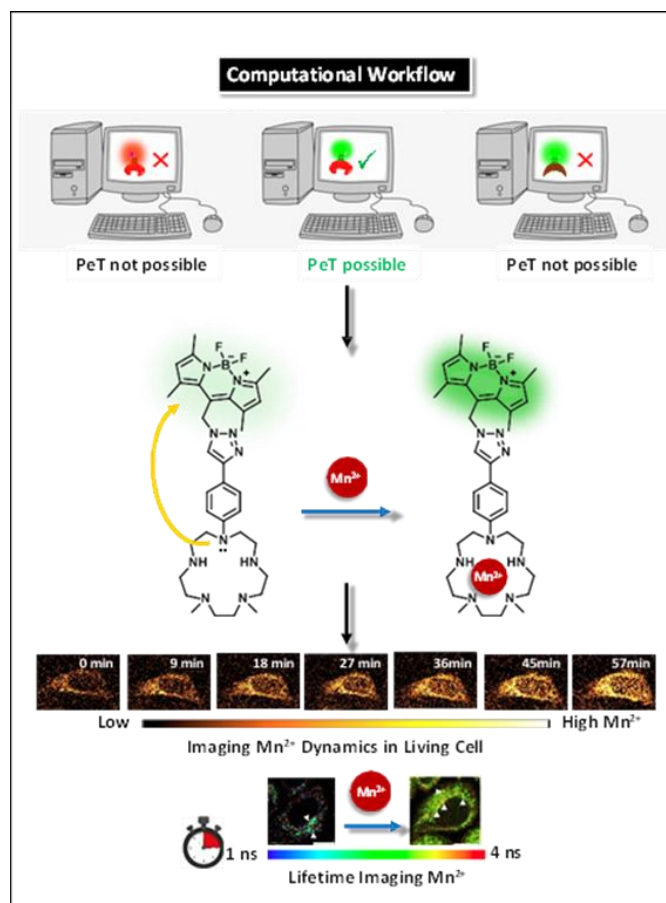 Computational Workflow
PeT not possible
PeT possible
PeT not possible
F
B⁻
F
N
N⁺
N
N
N
N
NH
HN
N
N
Mn²⁺
F
B⁻
F
N
N⁺
N
N
N
N
NH
HN
Mn²⁺
N
N
0 min
9 min
18 min
27 min
36min
45min
57min
Low
High Mn²⁺
Imaging Mn²⁺ Dynamics in Living Cell
Mn²⁺
1 ns
4 ns
Lifetime Imaging Mn²⁺